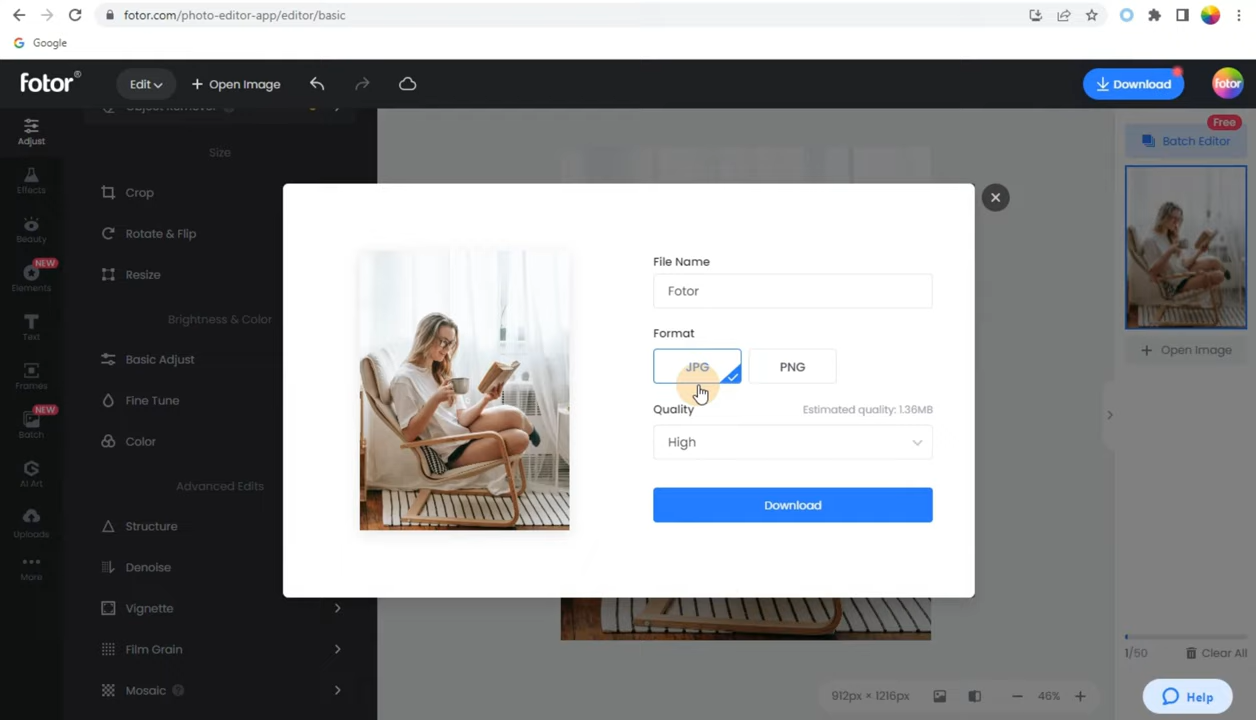 fotor.com/photo-editor-app/editor/basic
Google
fotor®
Edit
+ Open Image
Download
fotor
Adjust
Effects
Beauty
NEW
Elements
Text
Frames
NEW
Batch
AI Art
Uploads
More
Object Remover
Size
Crop
Rotate & Flip
Resize
Brightness & Color
Basic Adjust
Fine Tune
Color
Advanced Edits
Structure
Denoise
Vignette
Film Grain
Mosaic ?
File Name
Fotor
Format
JPG PNG
Quality Estimated quality: 1.36MB
High
Download
Free
Batch Editor
+ Open Image
1/50 Clear All
912px × 1216px 46%
Help